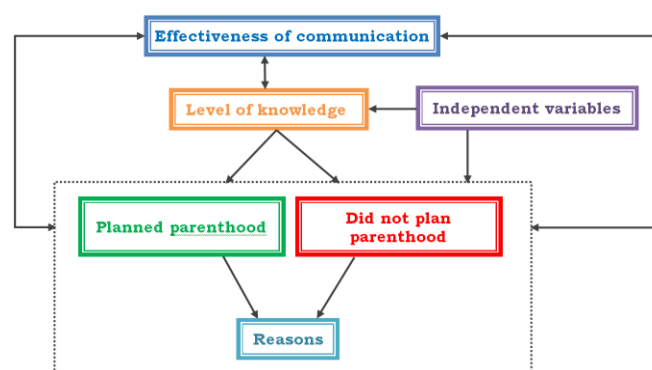 Effectiveness of communication
Level of knowledge
Independent variables
Planned parenthood
Did not plan
parenthood
Reasons